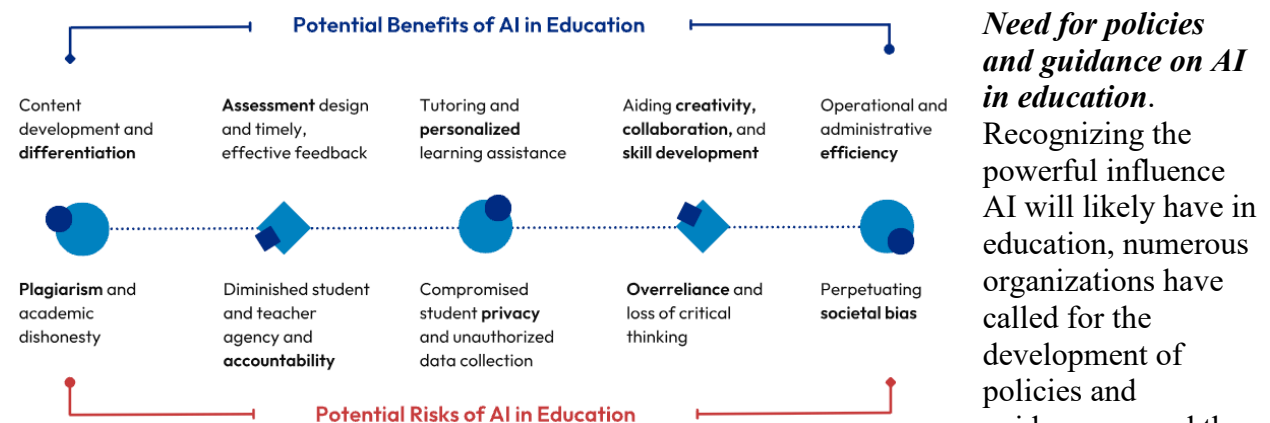 Potential Benefits of AI in Education
Content
development and
differentiation
Assessment design
and timely,
effective feedback
Tutoring and
personalized
learning assistance
Aiding creativity,
collaboration, and
skill development
Operational and
administrative
efficiency
Plagiarism and
academic
dishonesty
Diminished student
and teacher
agency and
accountability
Compromised
student privacy
and unauthorized
data collection
Overreliance and
loss of critical
thinking
Perpetuating
societal bias
Potential Risks of AI in Education
Need for policies
and guidance on AI
in education.
Recognizing the
powerful influence
AI will likely have in
education, numerous
organizations have
called for the
development of
policies and